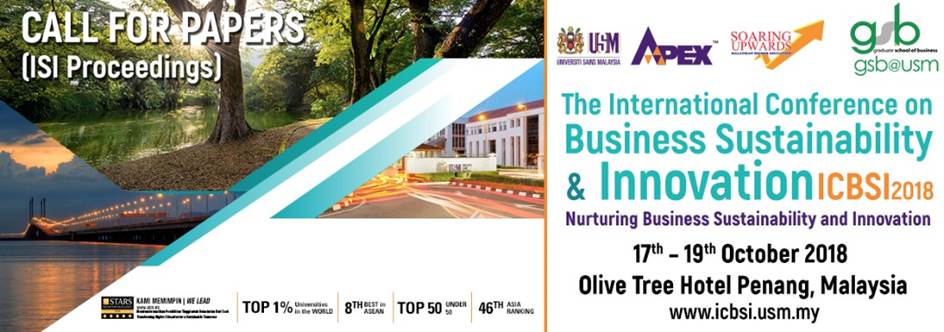 CALL FOR PAPERS
(ISI Proceedings)
USM
UNIVERSITI SAINS MALAYSIA
APEX™
SOARING
UPWARDS
gsb
graduate school of business
gsb@usm
The International Conference on
Business Sustainability
& Innovation ICBSI2018
Nurturing Business Sustainability and Innovation
17th – 19th October 2018
Olive Tree Hotel Penang, Malaysia
www.icbsi.usm.my
STARS
KAMI MEMIMPIN | WE LEAD
TOP 1% Universities in the WORLD
8TH BEST in ASEAN
TOP 50 UNDER 50
46TH ASIA RANKING